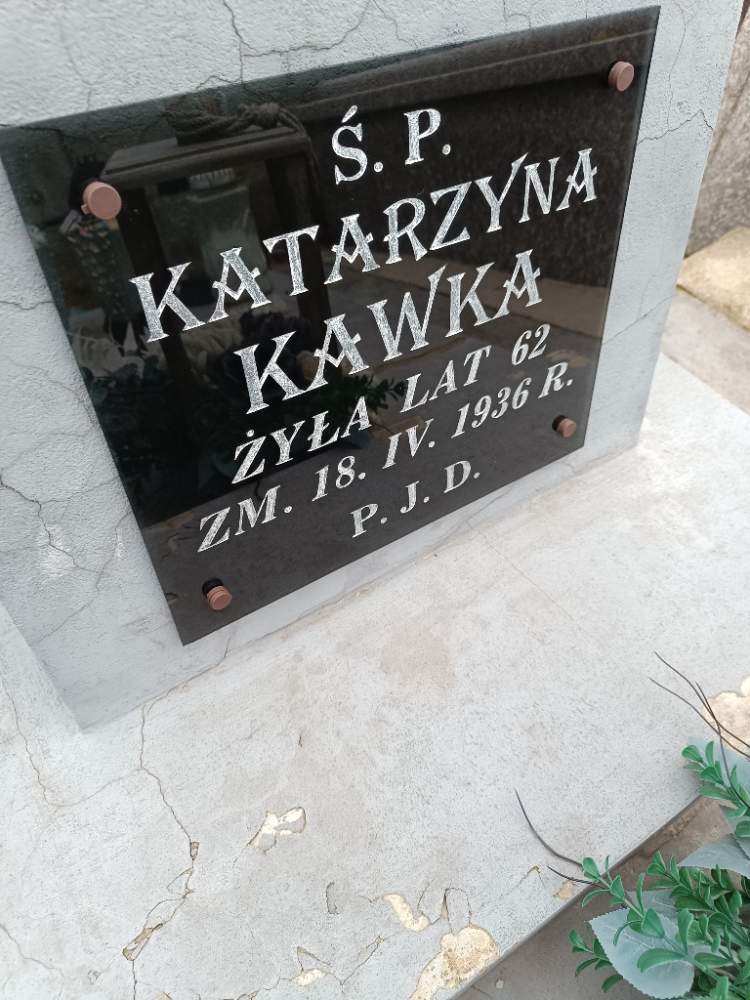 Ś. P.
KATARZYNA
KAWKA
ŻYŁA LAT 62
ZM. 18. IV. 1936 R.
P. J. D.